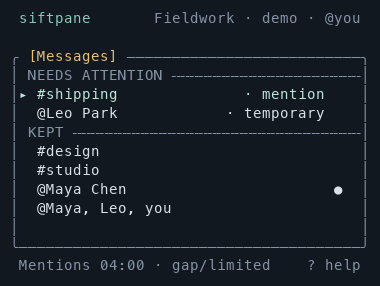 siftpane Fieldwork · demo · @you
[Messages]
NEEDS ATTENTION
▸ #shipping · mention
@Leo Park · temporary
KEPT
#design
#studio
@Maya Chen ●
@Maya, Leo, you
Mentions 04:00 · gap/limited ? help